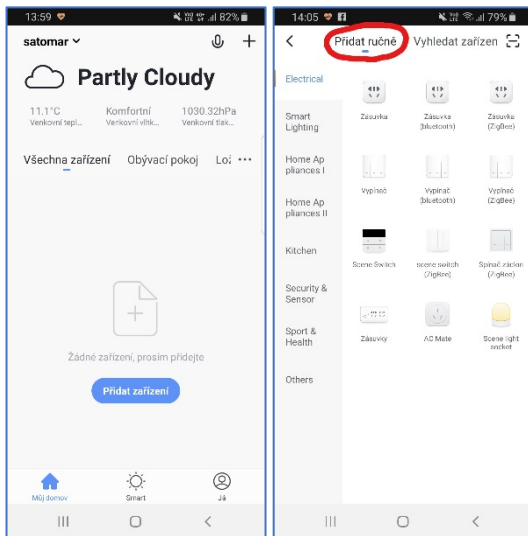 13:59 82%
satomar
Partly Cloudy
11.1°C Komfortní 1030.32hPa
Venkovní tepl... Venkovní vlhk... Venkovní tlak...
Všechna zařízení Obývací pokoj Lož
Žádné zařízení, prosím přidejte
Přidat zařízení
Můj domov Smart Já
14:05 79%
Přidat ručně Vyhledat zařízen
Electrical
Smart
Lighting
Home Ap
pliances I
Home Ap
pliances II
Kitchen
Security &
Sensor
Sport &
Health
Others
Zásuvka Zásuvka Zásuvka
(bluetooth) (ZigBee)
Vypínač Vypínač Vypínač
(bluetooth) (ZigBee)
Scene Switch scene switch Spínač záclon
(ZigBee) (ZigBee)
Zásuvky AC Mate Scene light
socket